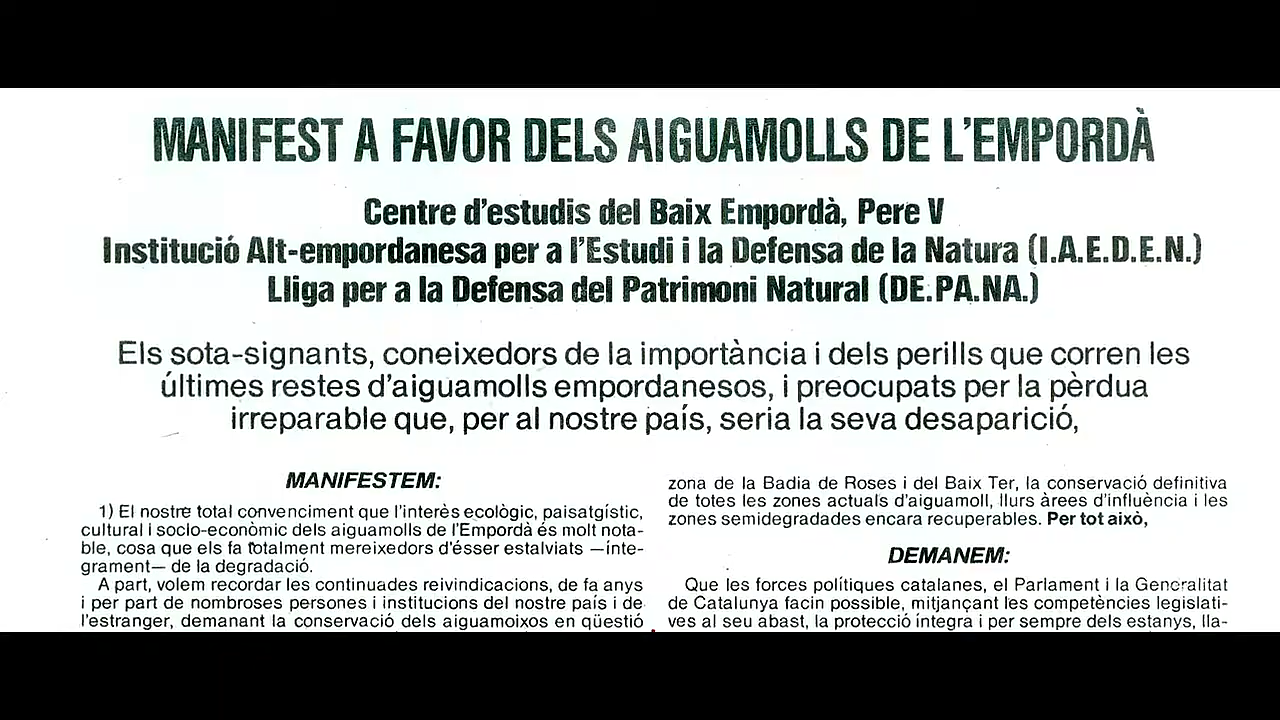 MANIFEST A FAVOR DELS AIGUAMOLLS DE L'EMPORDÀ
Centre d'estudis del Baix Empordà, Pere V
Institució Alt-empordanesa per a l'Estudi i la Defensa de la Natura (I.A.E.D.E.N.)
Lliga per a la Defensa del Patrimoni Natural (DE.PA.NA.)
Els sota-signants, coneixedors de la importància i dels perills que corren les
últimes restes d'aiguamolls empordanesos, i preocupats per la pèrdua
irreparable que, per al nostre país, seria la seva desaparició,
MANIFESTEM:
1) El nostre total convenciment que l'interès ecològic, paisatgístic,
cultural i socio-econòmic dels aiguamolls de l'Empordà és molt nota-
ble, cosa que els fa totalment mereixedors d'ésser estalviats —ínte-
grament— de la degradació.
A part, volem recordar les continuades reivindicacions, de fa anys
i per part de nombroses persones i institucions del nostre país i de
l'estranger, demanant la conservació dels aiguamoixos en qüestió
zona de la Badia de Roses i del Baix Ter, la conservació definitiva
de totes les zones actuals d'aiguamoll, llurs àrees d'influència i les
zones semidegradades encara recuperables. Per tot això,
DEMANEM:
Que les forces polítiques catalanes, el Parlament i la Generalitat
de Catalunya facin possible, mitjançant les competències legislati-
ves al seu abast, la protecció íntegra i per sempre dels estanys, lla-